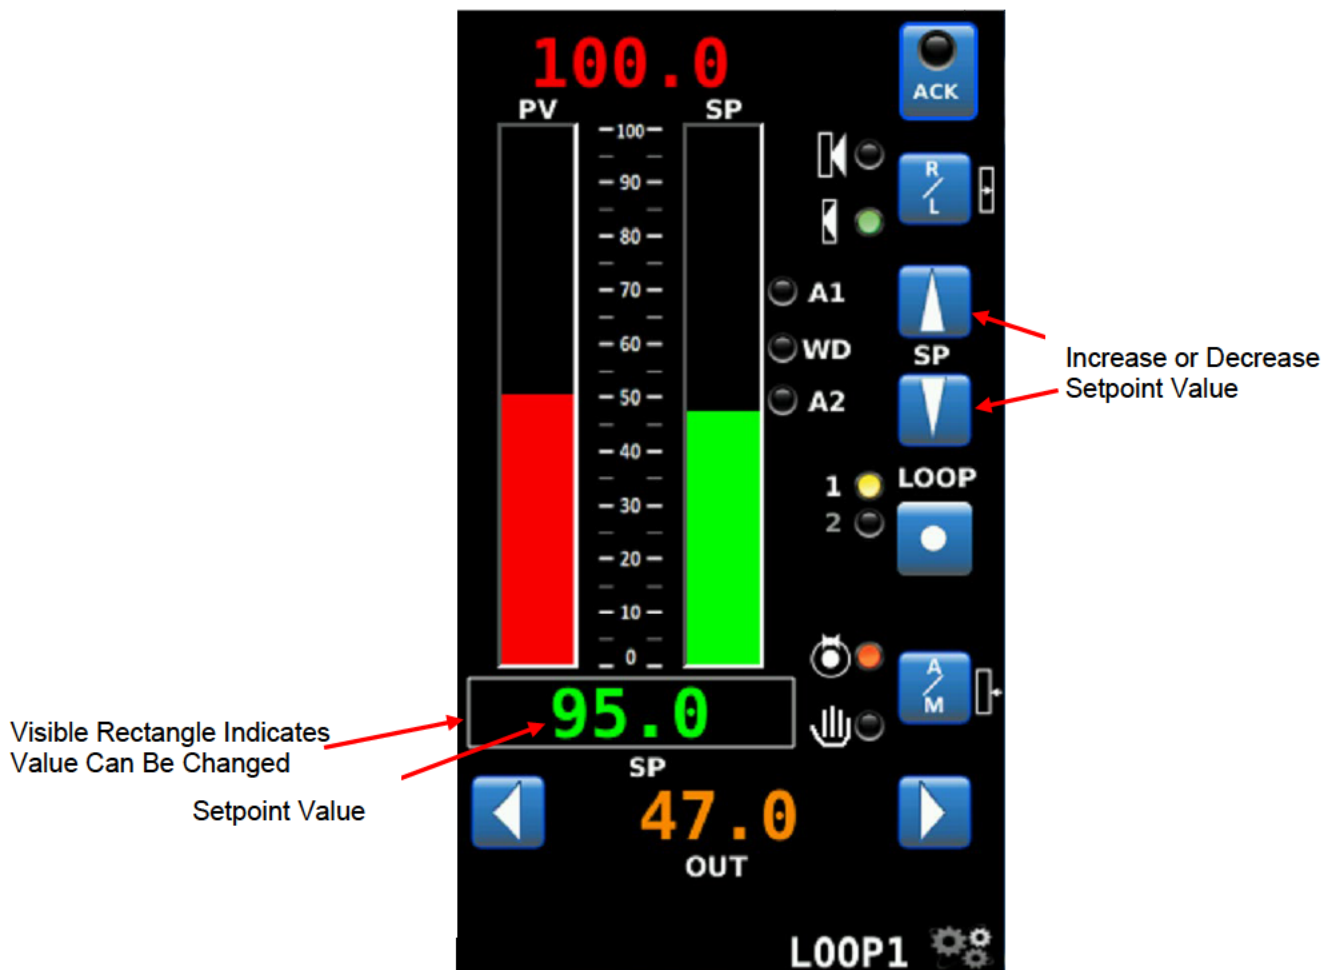 100.0
PV
SP
ACK
100
90
80
70
60
50
40
30
20
10
0
R
L
A1
WD
A2
SP
Increase or Decrease
Setpoint Value
LOOP
1
2
A
M
95.0
SP
Visible Rectangle Indicates
Value Can Be Changed
Setpoint Value
47.0
OUT
LOOP1